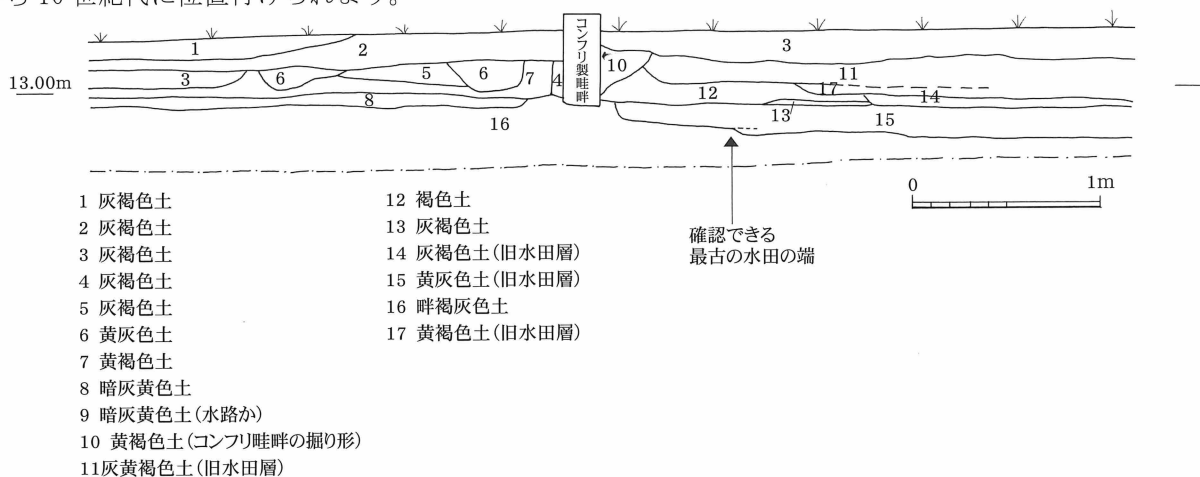 ら 10 世紀代に位置付けられます。
コンフリ製畦畔
1
2
3
10
11
13.00m
3
6
5
6
7
4
12
17
14
8
13
15
16
0
1m
確認できる
最古の水田の端
1 灰褐色土
2 灰褐色土
3 灰褐色土
4 灰褐色土
5 灰褐色土
6 黄灰色土
7 黄褐色土
8 暗灰黄色土
9 暗灰黄色土(水路か)
10 黄褐色土(コンフリ畦畔の掘り形)
11灰黄褐色土(旧水田層)
12 褐色土
13 灰褐色土
14 灰褐色土(旧水田層)
15 黄灰色土(旧水田層)
16 畔褐灰色土
17 黄褐色土(旧水田層)